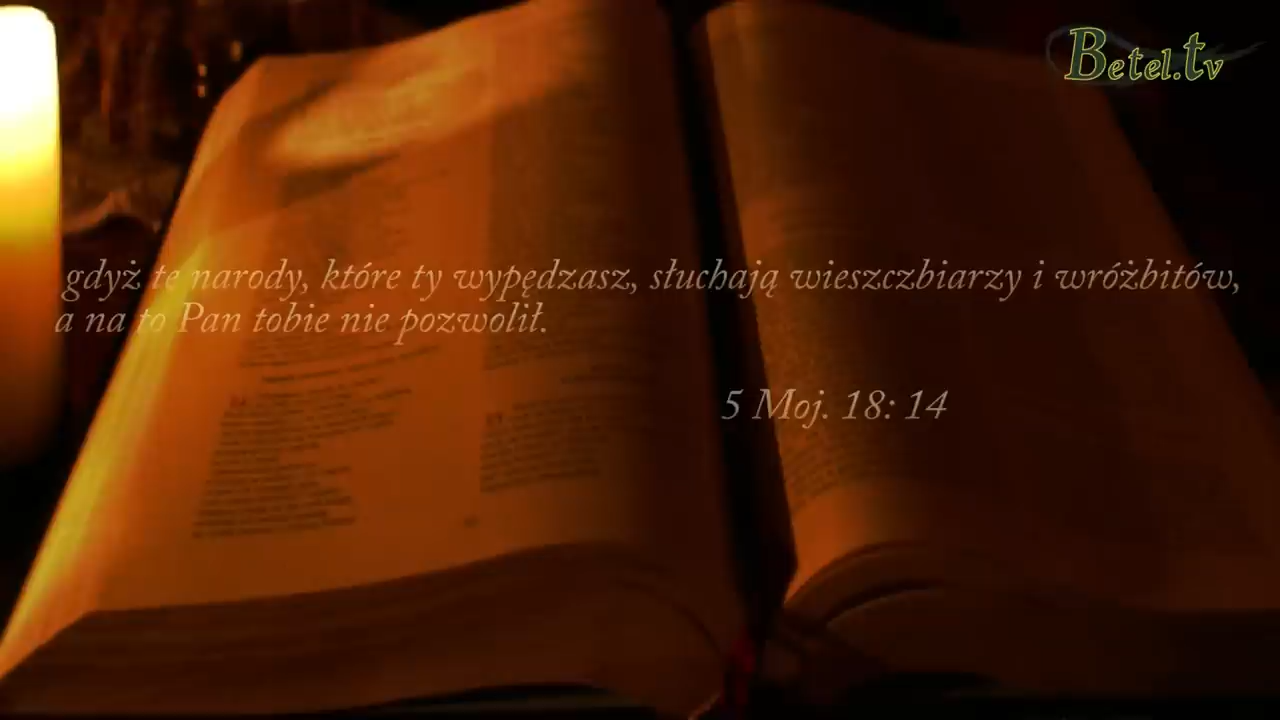 Betel.tv
gdyż te narody, które ty wypędzasz, słuchają wieszczbiarzy i wróżbitów,
a na to Pan tobie nie pozwolił.
5 Moj. 18: 14